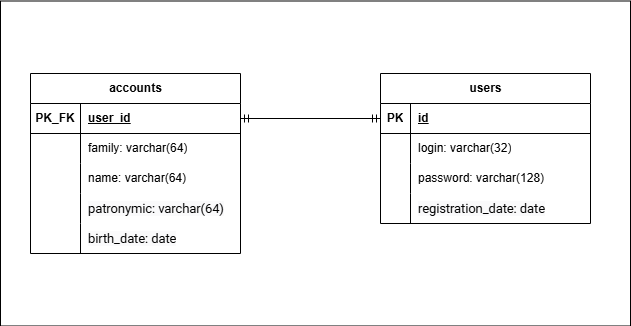 accounts
PK_FK user_id
family: varchar(64)
name: varchar(64)
patronymic: varchar(64)
birth_date: date
users
PK id
login: varchar(32)
password: varchar(128)
registration_date: date